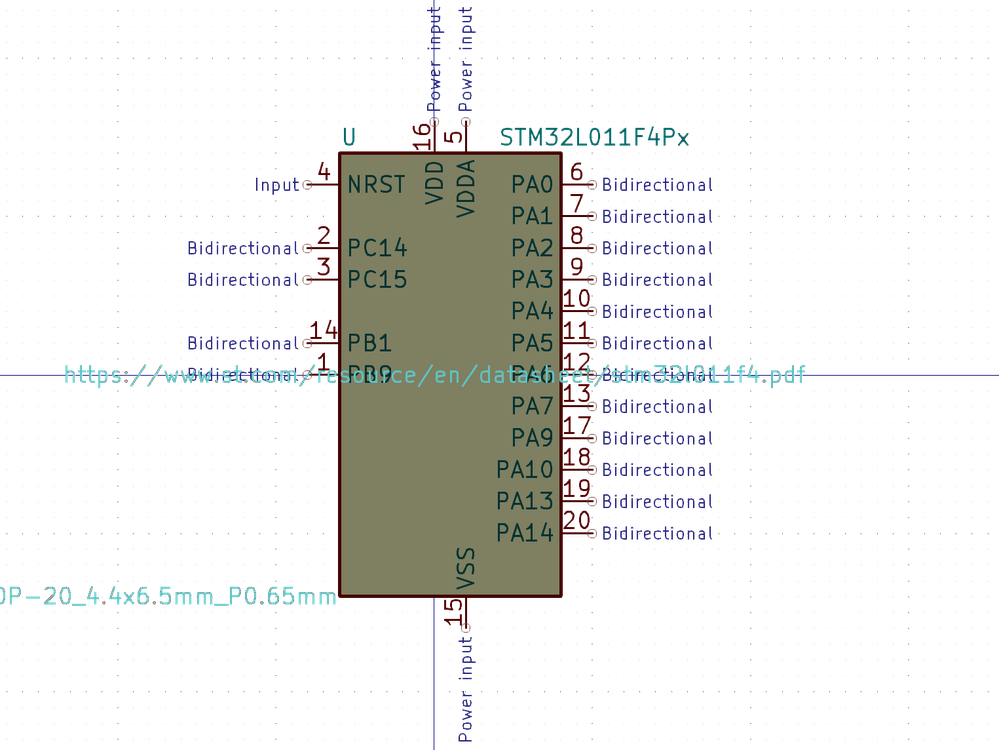 Power input
Power input
16
5
U
STM32L011F4Px
VDD
VDDA
Input
4
NRST
PA0
6
Bidirectional
PA1
7
Bidirectional
Bidirectional
2
PC14
PA2
8
Bidirectional
Bidirectional
3
PC15
PA3
9
Bidirectional
PA4
10
Bidirectional
Bidirectional
14
PB1
PA5
11
Bidirectional
Bidirectional
1
PB9
PA6
12
Bidirectional
https://www.st.com/resource/en/datasheet/stm32l011f4.pdf
PA7
13
Bidirectional
PA9
17
Bidirectional
PA10
18
Bidirectional
PA13
19
Bidirectional
PA14
20
Bidirectional
VSS
OP-20_4.4x6.5mm_P0.65mm
15
Power input